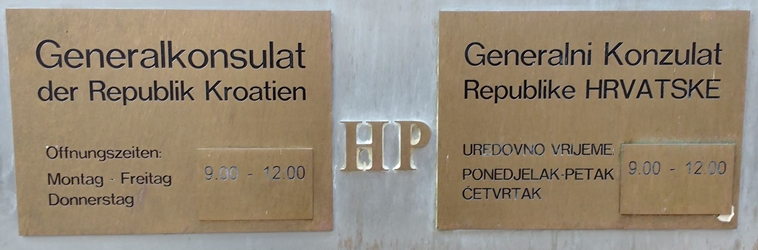 Generalkonsulat
der Republik Kroatien
Öffnungszeiten:
Montag - Freitag
Donnerstag
9.00 - 12.00
HP
Generalni Konzulat
Republike HRVATSKE
UREDOVNO VRIJEME
PONEDJELAK-PETAK
ČETVRTAK
9.00 - 12.00